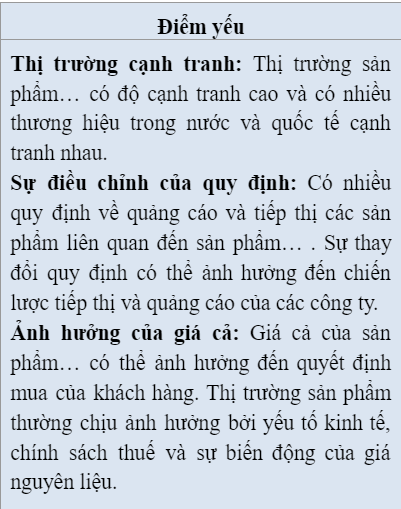 Điểm yếu
Thị trường cạnh tranh: Thị trường sản
phẩm… có độ cạnh tranh cao và có nhiều
thương hiệu trong nước và quốc tế cạnh
tranh nhau.
Sự điều chỉnh của quy định: Có nhiều
quy định về quảng cáo và tiếp thị các sản
phẩm liên quan đến sản phẩm… . Sự thay
đổi quy định có thể ảnh hưởng đến chiến
lược tiếp thị và quảng cáo của các công ty.
Ảnh hưởng của giá cả: Giá cả của sản
phẩm… có thể ảnh hưởng đến quyết định
mua của khách hàng. Thị trường sản phẩm
thường chịu ảnh hưởng bởi yếu tố kinh tế,
chính sách thuế và sự biến động của giá
nguyên liệu.